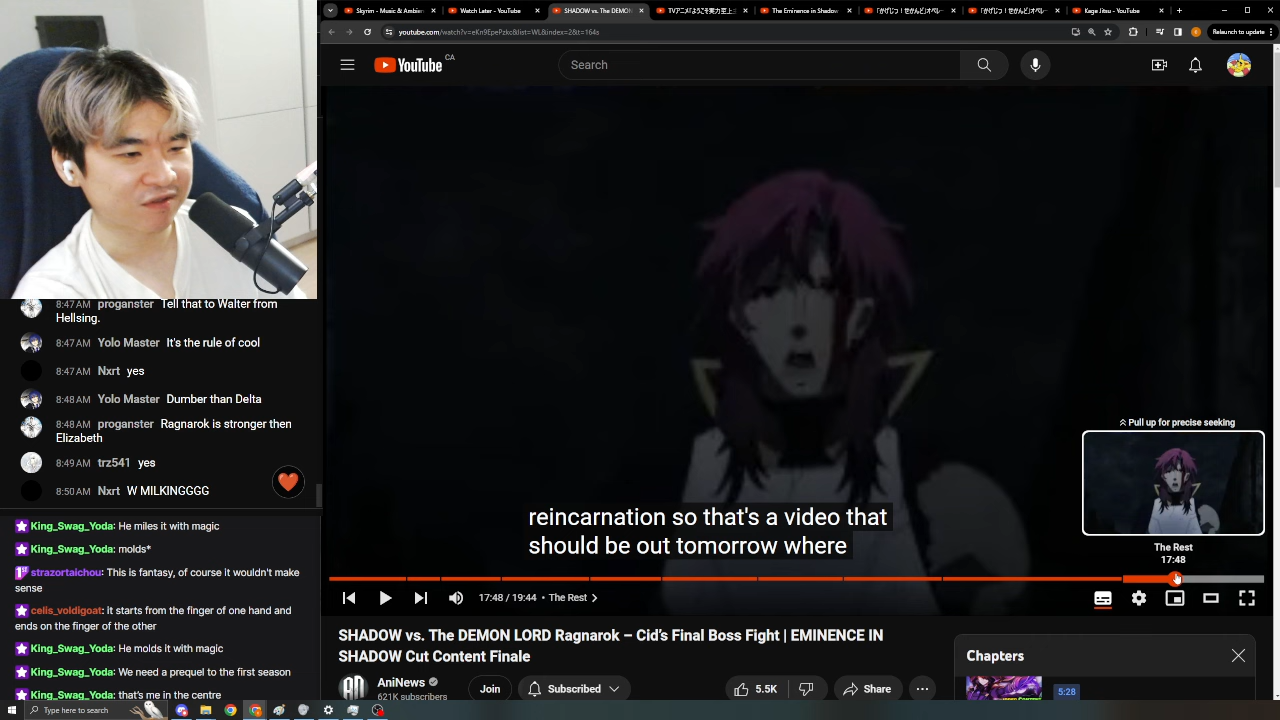 Skyrim - Music & Ambien
Watch Later - YouTube
SHADOW vs. The DEMON
TVアニメ『ようこそ実力至上
The Eminence in Shadow
「かげじつ！せかんど」オペレー
「かげじつ！せかんど」オペレー
Kage Jitsu - YouTube
youtube.com/watch?v=eKn9EpePzkc&list=WL&index=2&t=164s
Relaunch to update
YouTube CA
Search
8:47 AM proganster Tell that to Walter from
Hellsing.
8:47 AM Yolo Master It's the rule of cool
8:47 AM Nxrt yes
8:48 AM Yolo Master Dumber than Delta
8:48 AM proganster Ragnarok is stronger then
Elizabeth
8:49 AM trz541 yes
8:50 AM Nxrt W MILKINGGGG
King_Swag_Yoda: He miles it with magic
King_Swag_Yoda: molds*
strazortaichou: This is fantasy, of course it wouldn't make
sense
celis_voldigoat: it starts from the finger of one hand and
ends on the finger of the other
King_Swag_Yoda: He molds it with magic
King_Swag_Yoda: We need a prequel to the first season
King_Swag_Yoda: that's me in the centre
Pull up for precise seeking
reincarnation so that's a video that
should be out tomorrow where
The Rest
17:48
17:48 / 19:44 • The Rest
SHADOW vs. The DEMON LORD Ragnarok – Cid's Final Boss Fight | EMINENCE IN
SHADOW Cut Content Finale
AniNews
621K subscribers
Join
Subscribed
5.5K
Share
Chapters
5:28
Type here to search